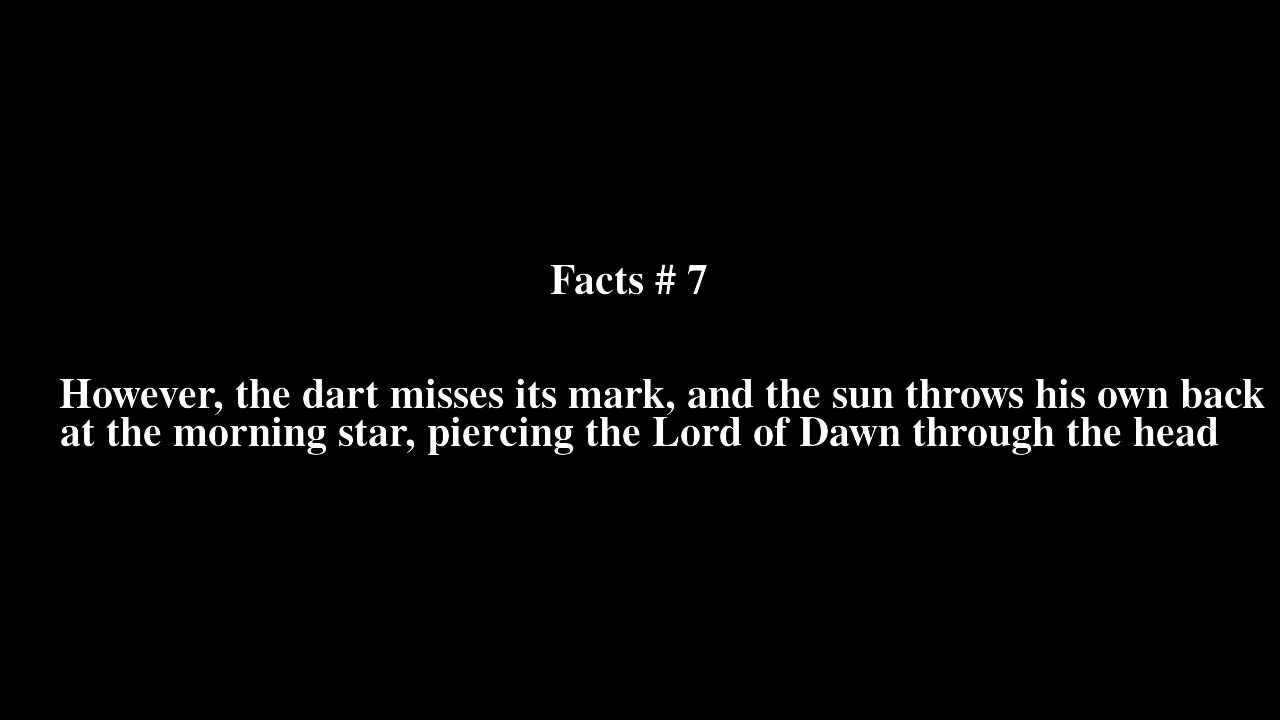 Facts # 7
However, the dart misses its mark, and the sun throws his own back
at the morning star, piercing the Lord of Dawn through the head